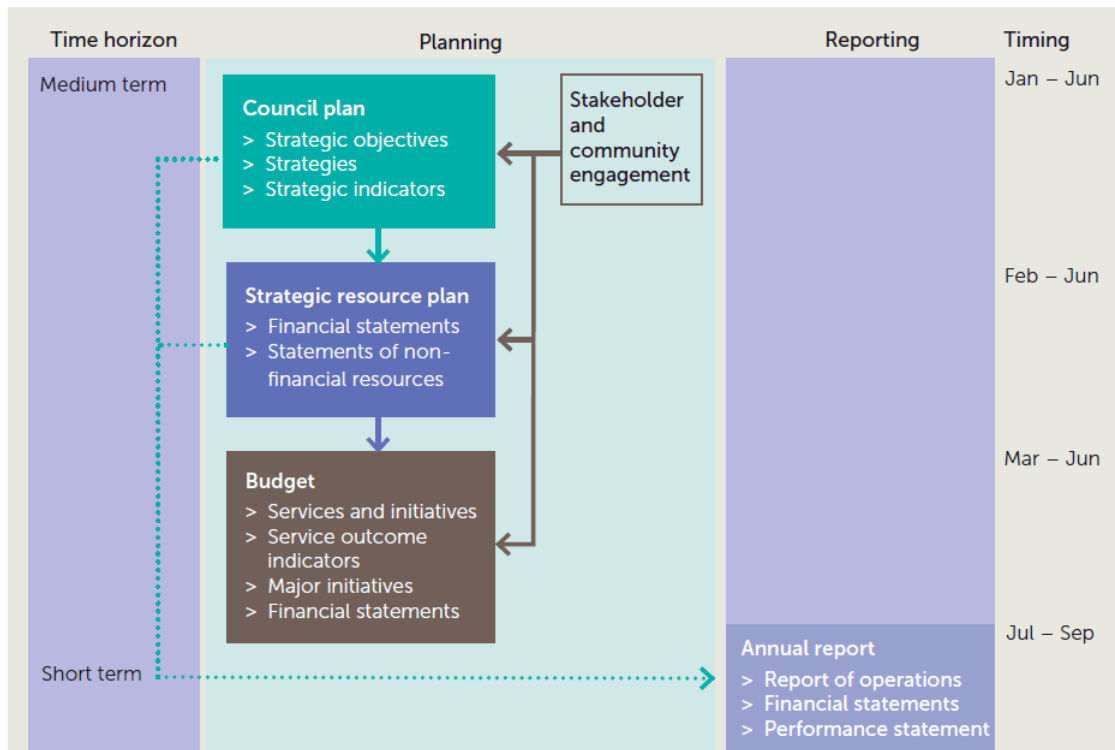 Time horizon
Planning
Reporting
Timing
Medium term
Jan – Jun
Council plan
> Strategic objectives
> Strategies
> Strategic indicators
Stakeholder
and
community
engagement
Feb – Jun
Strategic resource plan
> Financial statements
> Statements of non-
financial resources
Mar – Jun
Budget
> Services and initiatives
> Service outcome
indicators
> Major initiatives
> Financial statements
Jul – Sep
Short term
Annual report
> Report of operations
> Financial statements
> Performance statement